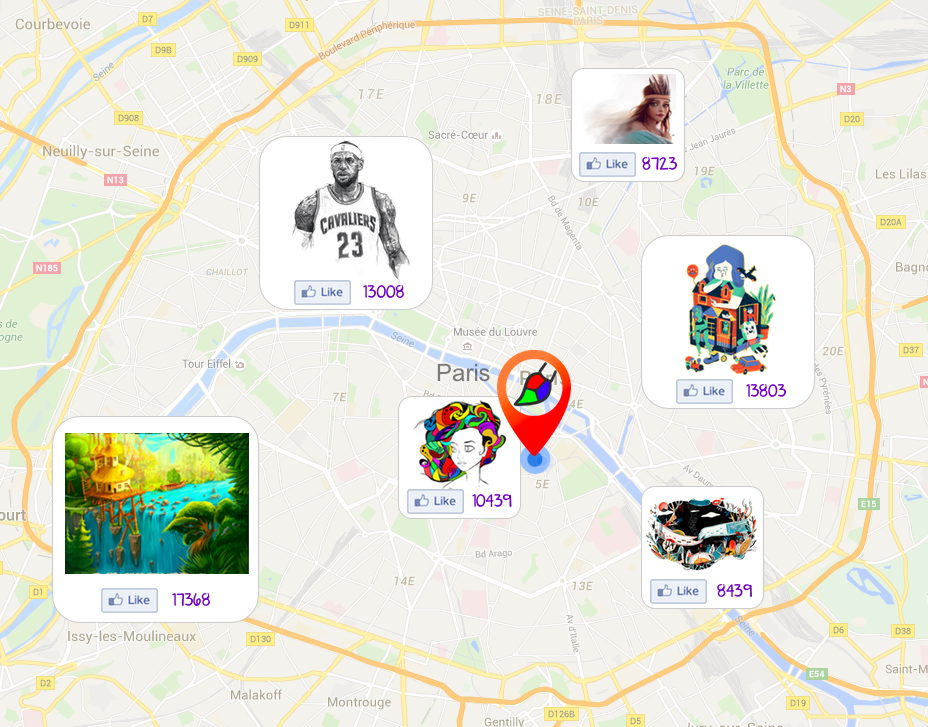 SEINE-SAINT-DENIS
PARIS
Courbevoie
D7
D911
Boulevard Périphérique
D9B
D909
Seine
17E
18E
Parc de
la Villette
N3
D908
D20
Sacré-Cœur
Jean Jaurès
Neuilly-sur-Seine
Like 8723
19E
Les Lilas
N13
9E
10E
Bd de Magenta
D20A
CAVALIERS
23
N185
CHAILLOT
Bagno
Like 13008
Musée du Louvre
Seine
20E
D37
Tour Eiffel
Paris
Les Pyrénées
7E
4E
Like 13803
Av Daum
Like 10439
5E
E15
ourt
Bd Arago
14E
13E
D1
Like 17368
Like 8439
Av d'Italie
Seine
Issy-les-Moulineaux
D130
D6
D38
E54
Saint-M
D2
Malakoff
Montrouge
D19
Gentilly
D126B
D5
Ivry-sur-Seine